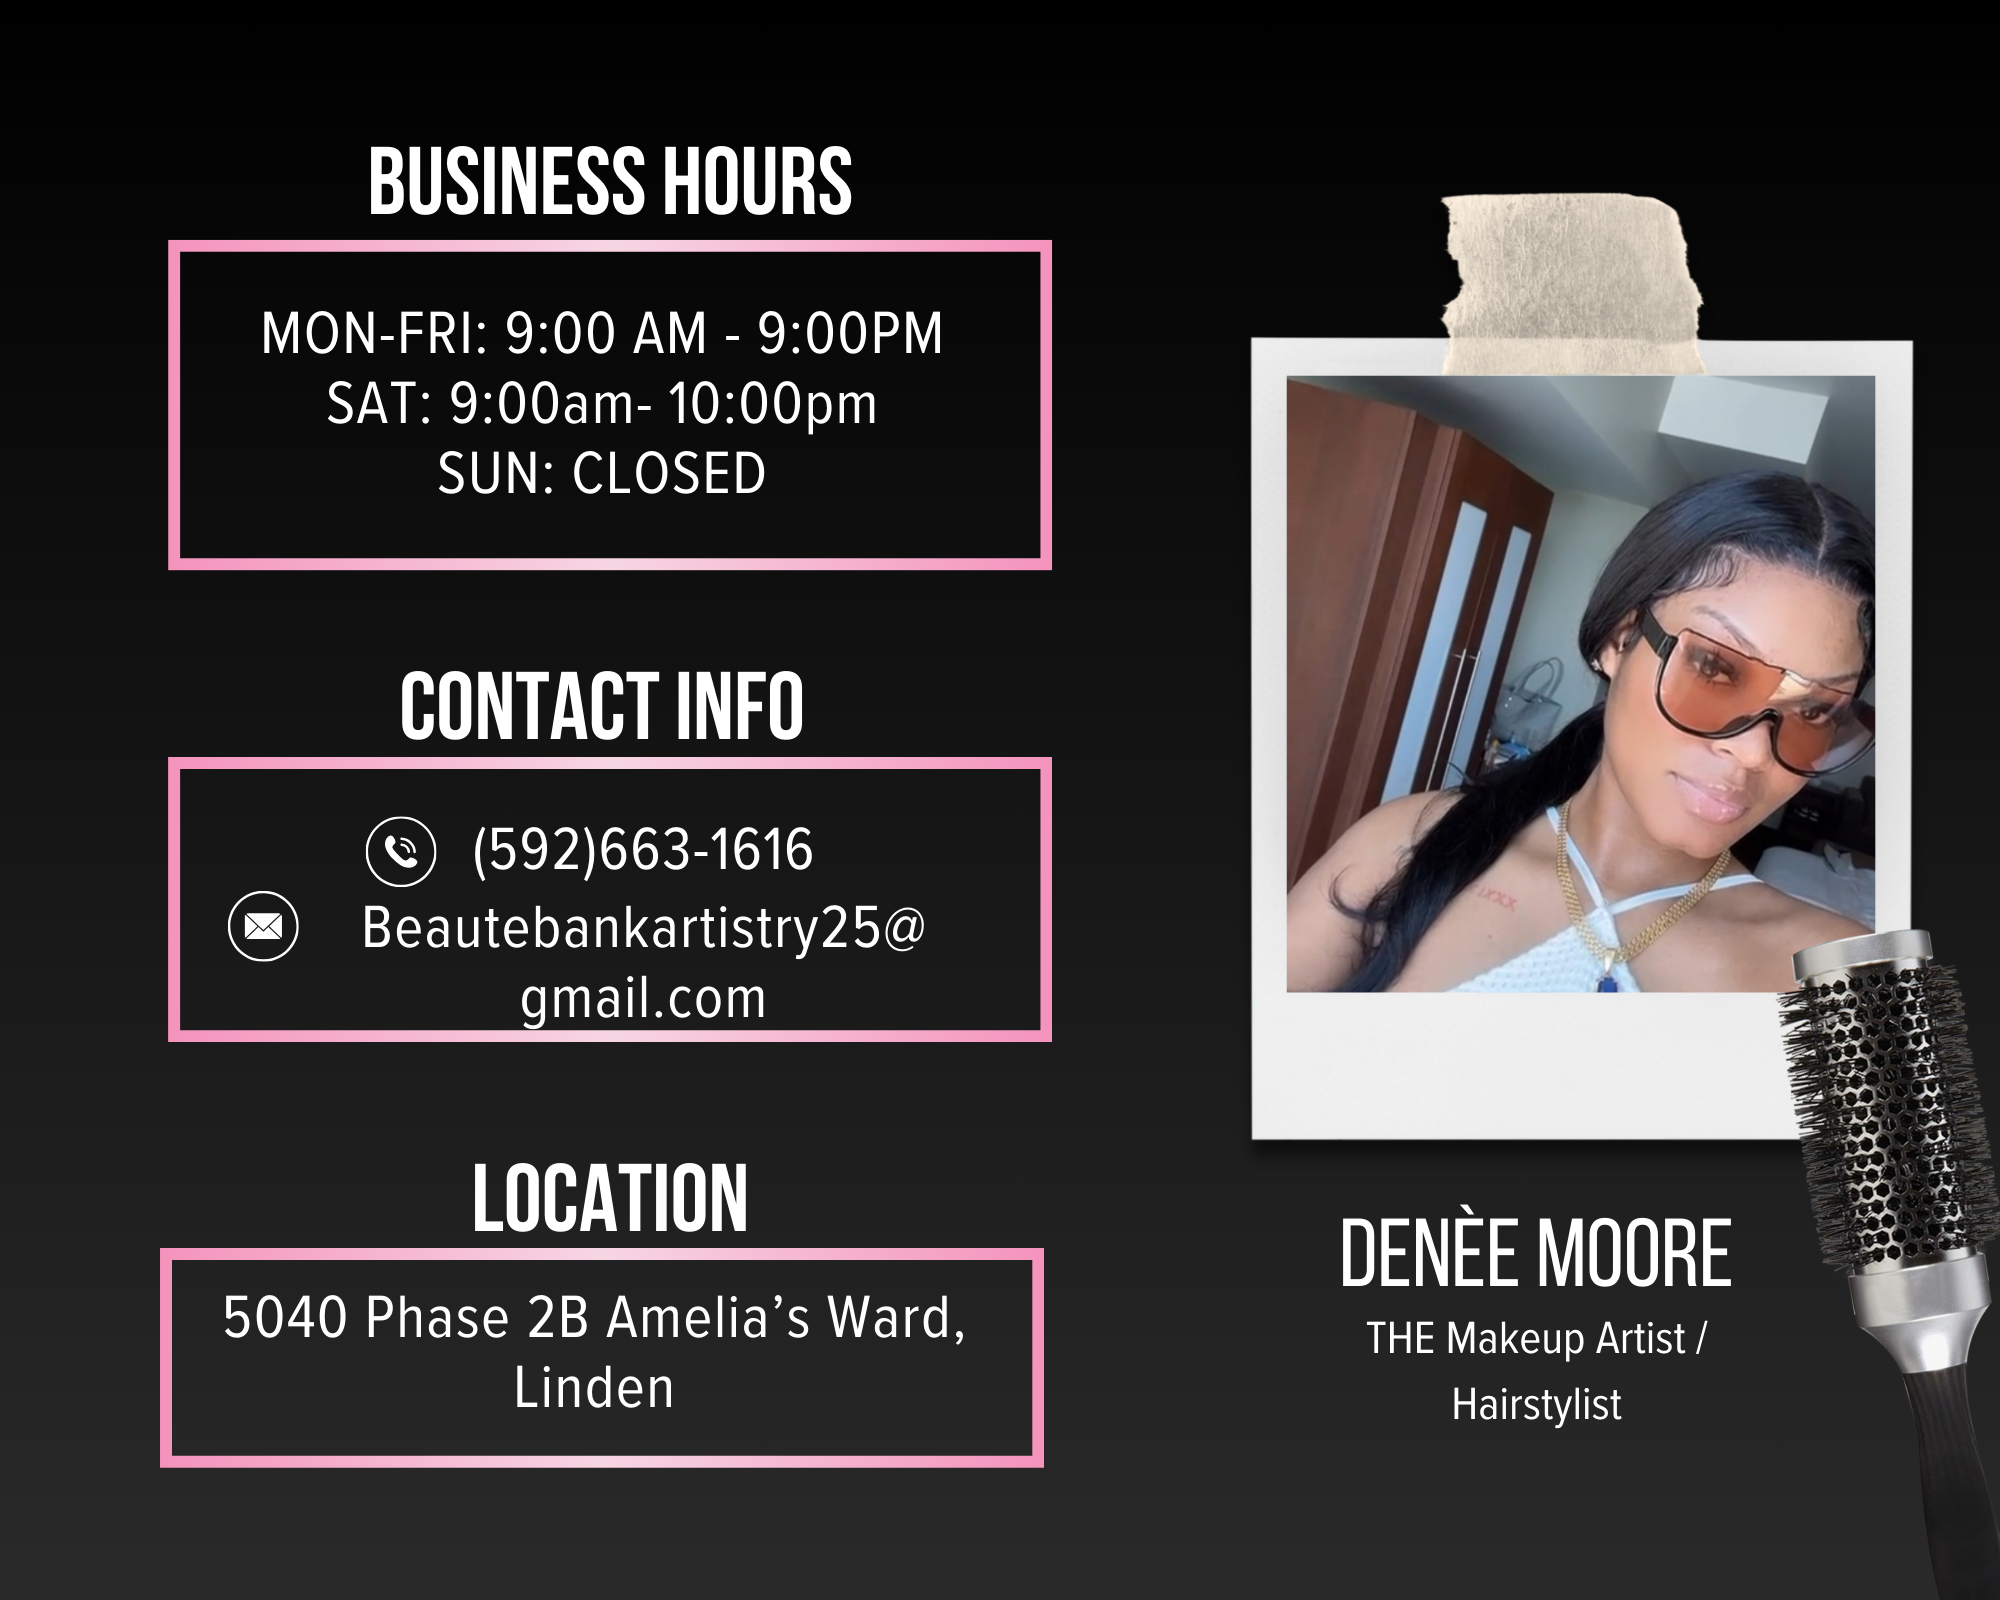 BUSINESS HOURS
MON-FRI: 9:00 AM - 9:00PM
SAT: 9:00am- 10:00pm
SUN: CLOSED
CONTACT INFO
(592)663-1616
Beautebankartistry25@
gmail.com
LOCATION
5040 Phase 2B Amelia’s Ward,
Linden
DENÈE MOORE
THE Makeup Artist /
Hairstylist